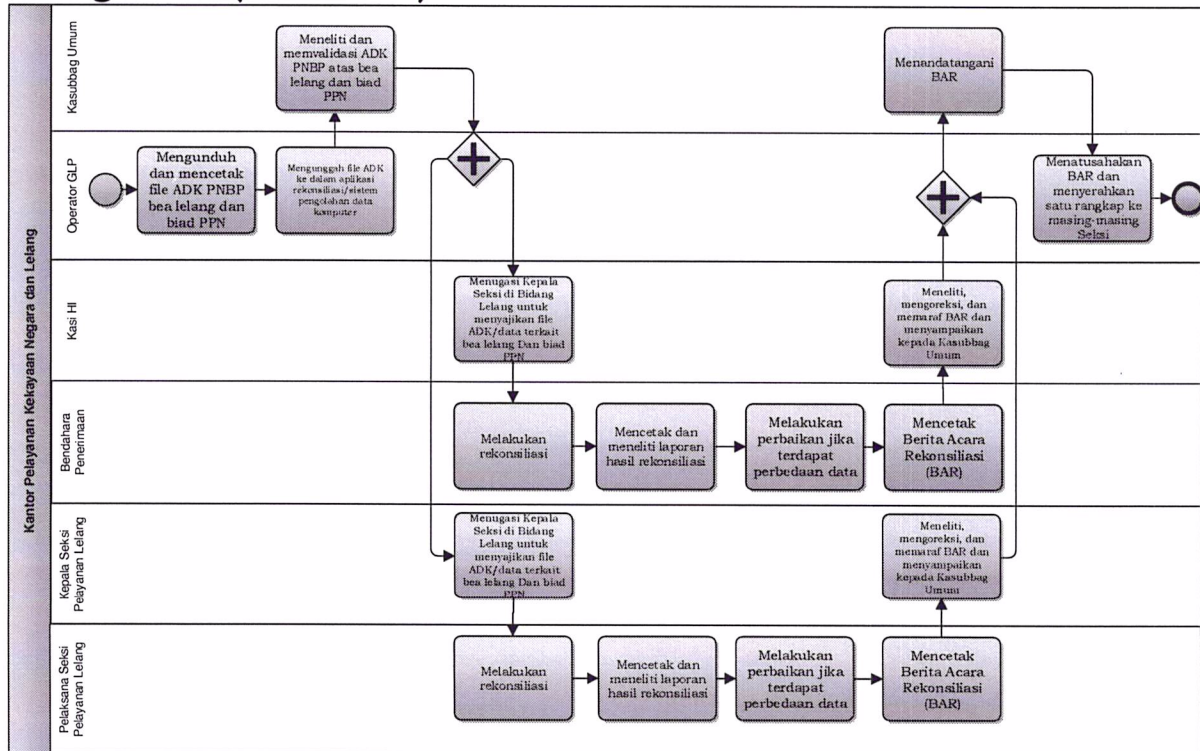 Kantor Pelayanan Kekayaan Negara dan Lelang
Kasubbag Umum
Meneliti dan
memvalidasi ADK
PNBP atas bea
lelang dan biad
PPN
Menandatangani
BAR
Operator GLP
Mengunduh
dan mencetak
file ADK PNBP
bea lelang dan
biad PPN
Mengunggah file ADK
ke dalam aplikasi
rekonsiliasi/sistem
pengolahan data
komputer
Menatusahakan
BAR dan
menyerahkan
satu rangkap ke
masing-masing
Seksi
Kasi HI
Menugasi Kepala
Seksi di Bidang
Lelang untuk
menyajikan file
ADK/data terkait
bea lelang Dan biad
PPN
Meneliti,
mengoreksi, dan
memaraf BAR dan
menyampaikan
kepada Kasubbag
Umum
Bendahara
Penerimaan
Melakukan
rekonsiliasi
Mencetak dan
meneliti laporan
hasil rekonsiliasi
Melakukan
perbaikan jika
terdapat
perbedaan data
Mencetak
Berita Acara
Rekonsiliasi
(BAR)
Kepala Seksi
Pelayanan Lelang
Menugasi Kepala
Seksi di Bidang
Lelang untuk
menyajikan file
ADK/data terkait
bea lelang Dan biad
PPN
Meneliti,
mengoreksi, dan
memaraf BAR dan
menyampaikan
kepada Kasubbag
Umum
Pelaksana Seksi
Pelayanan Lelang
Melakukan
rekonsiliasi
Mencetak dan
meneliti laporan
hasil rekonsiliasi
Melakukan
perbaikan jika
terdapat
perbedaan data
Mencetak
Berita Acara
Rekonsiliasi
(BAR)